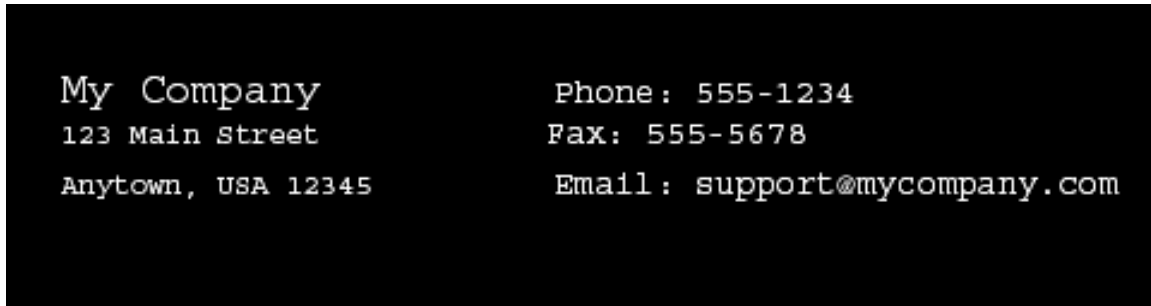 My Company
123 Main Street
Anytown, USA 12345
Phone: 555-1234
Fax: 555-5678
Email: support@mycompany.com